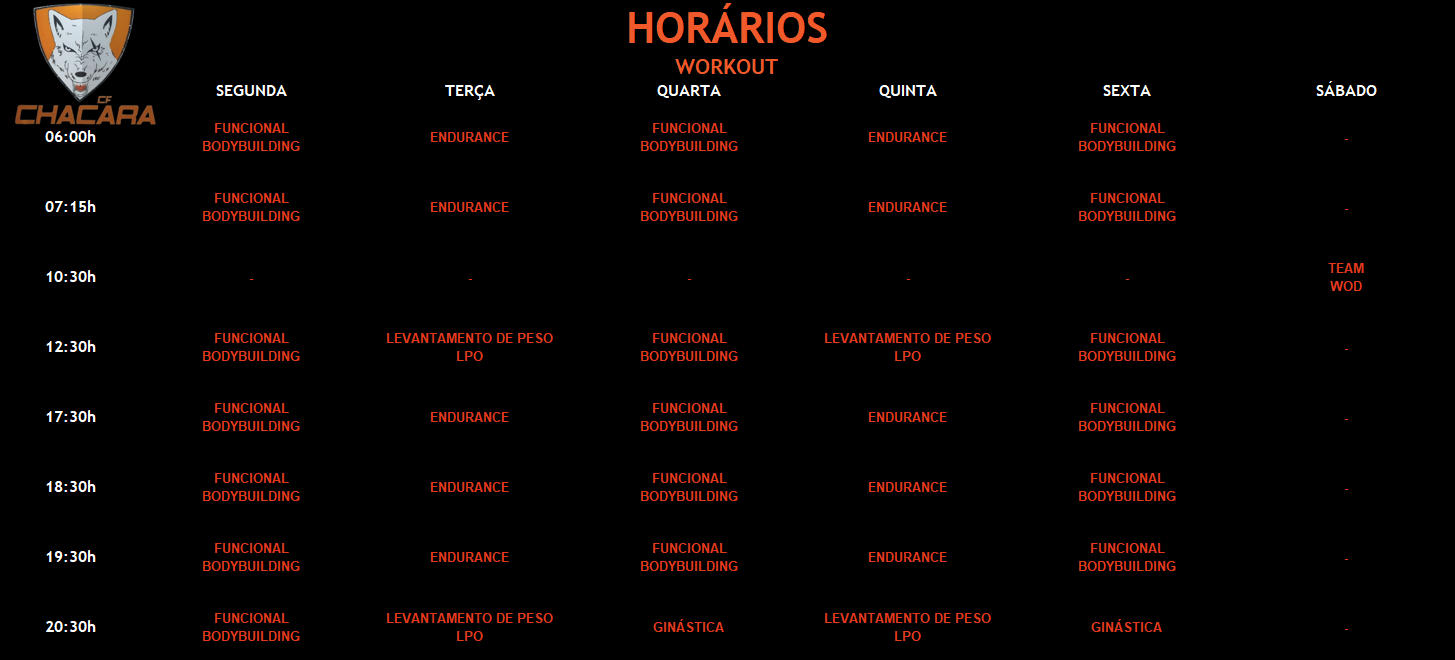 HORÁRIOS
WORKOUT
CF
CHACÁRA
SEGUNDA TERÇA QUARTA QUINTA SEXTA SÁBADO
06:00h FUNCIONAL BODYBUILDING ENDURANCE FUNCIONAL BODYBUILDING ENDURANCE FUNCIONAL BODYBUILDING -
07:15h FUNCIONAL BODYBUILDING ENDURANCE FUNCIONAL BODYBUILDING ENDURANCE FUNCIONAL BODYBUILDING -
10:30h - - - - - TEAM WOD
12:30h FUNCIONAL BODYBUILDING LEVANTAMENTO DE PESO LPO FUNCIONAL BODYBUILDING LEVANTAMENTO DE PESO LPO FUNCIONAL BODYBUILDING -
17:30h FUNCIONAL BODYBUILDING ENDURANCE FUNCIONAL BODYBUILDING ENDURANCE FUNCIONAL BODYBUILDING -
18:30h FUNCIONAL BODYBUILDING ENDURANCE FUNCIONAL BODYBUILDING ENDURANCE FUNCIONAL BODYBUILDING -
19:30h FUNCIONAL BODYBUILDING ENDURANCE FUNCIONAL BODYBUILDING ENDURANCE FUNCIONAL BODYBUILDING -
20:30h FUNCIONAL BODYBUILDING LEVANTAMENTO DE PESO LPO GINÁSTICA LEVANTAMENTO DE PESO LPO GINÁSTICA -